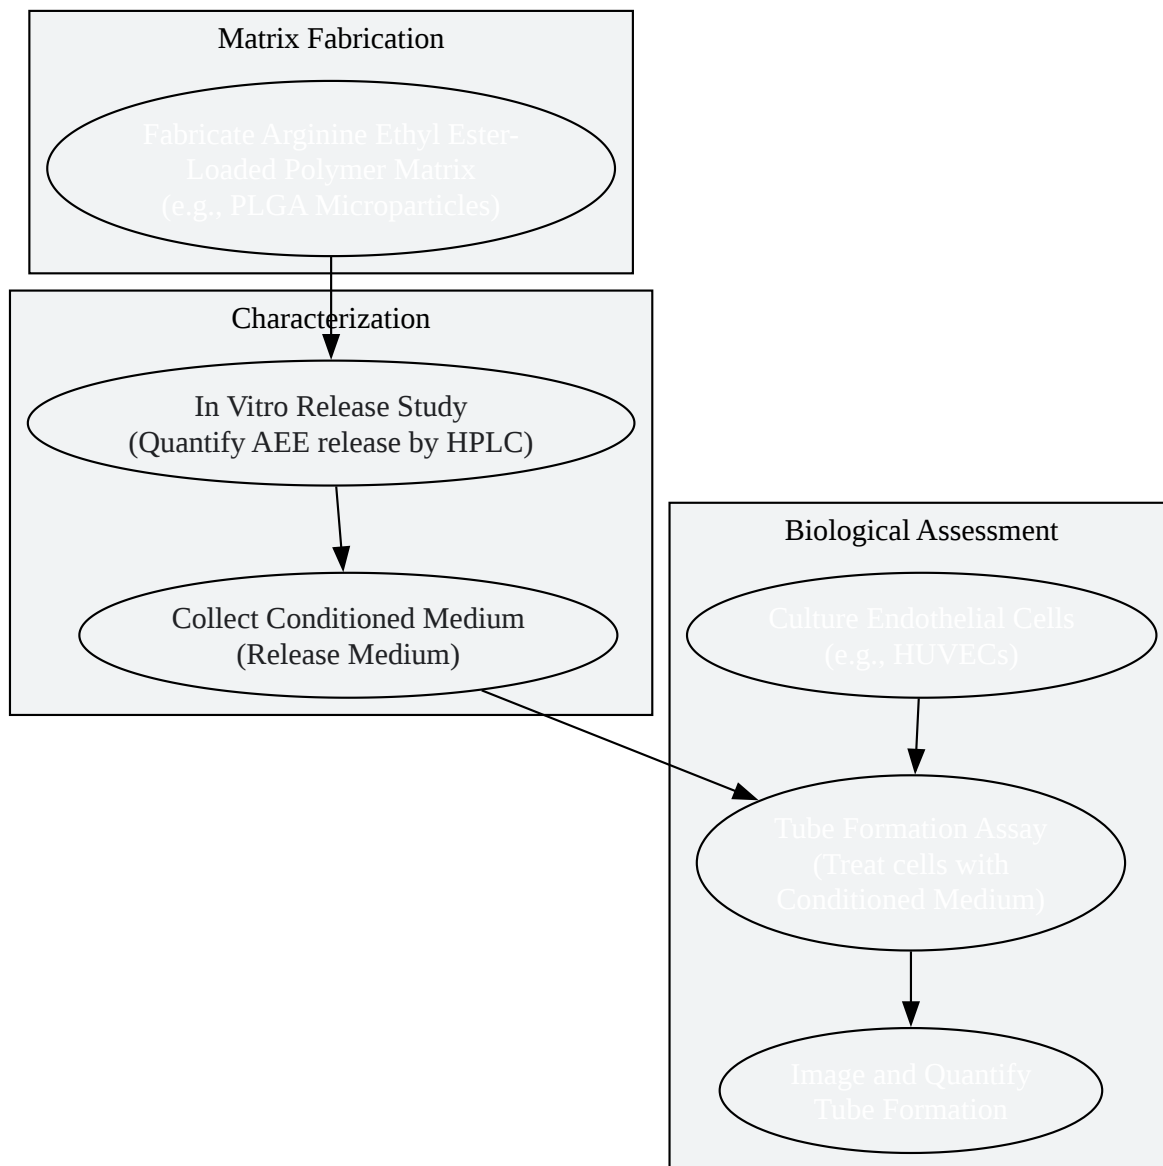 Matrix Fabrication
Fabricate Arginine Ethyl Ester-
Loaded Polymer Matrix
(e.g., PLGA Microparticles)
Characterization
In Vitro Release Study
(Quantify AEE release by HPLC)
Collect Conditioned Medium
(Release Medium)
Biological Assessment
Culture Endothelial Cells
(e.g., HUVECs)
Tube Formation Assay
(Treat cells with
Conditioned Medium)
Image and Quantify
Tube Formation